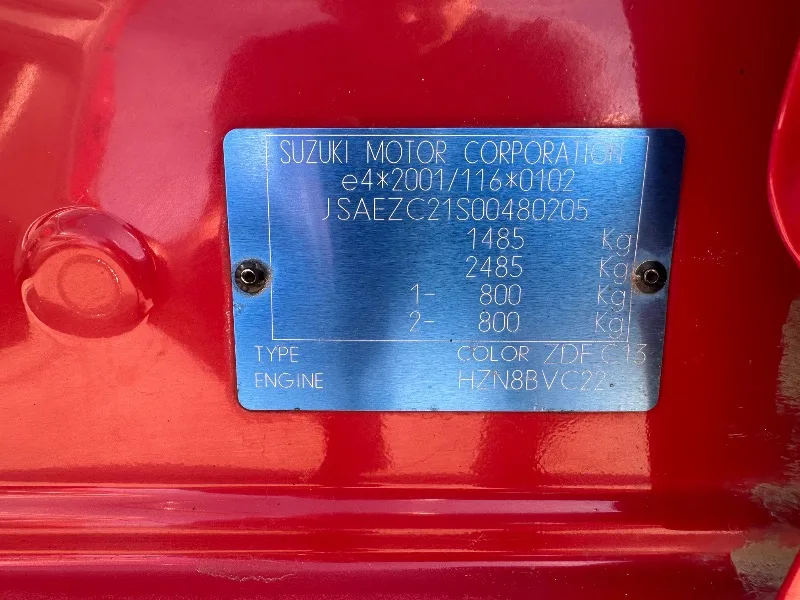 SUZUKI MOTOR CORPORATION
e4*2001/116*0102
JSAEZC21S00480205
1485 Kg
2485 Kg
1- 800 Kg
2- 800 Kg
TYPE COLOR ZDF C13
ENGINE HZN8BVC22